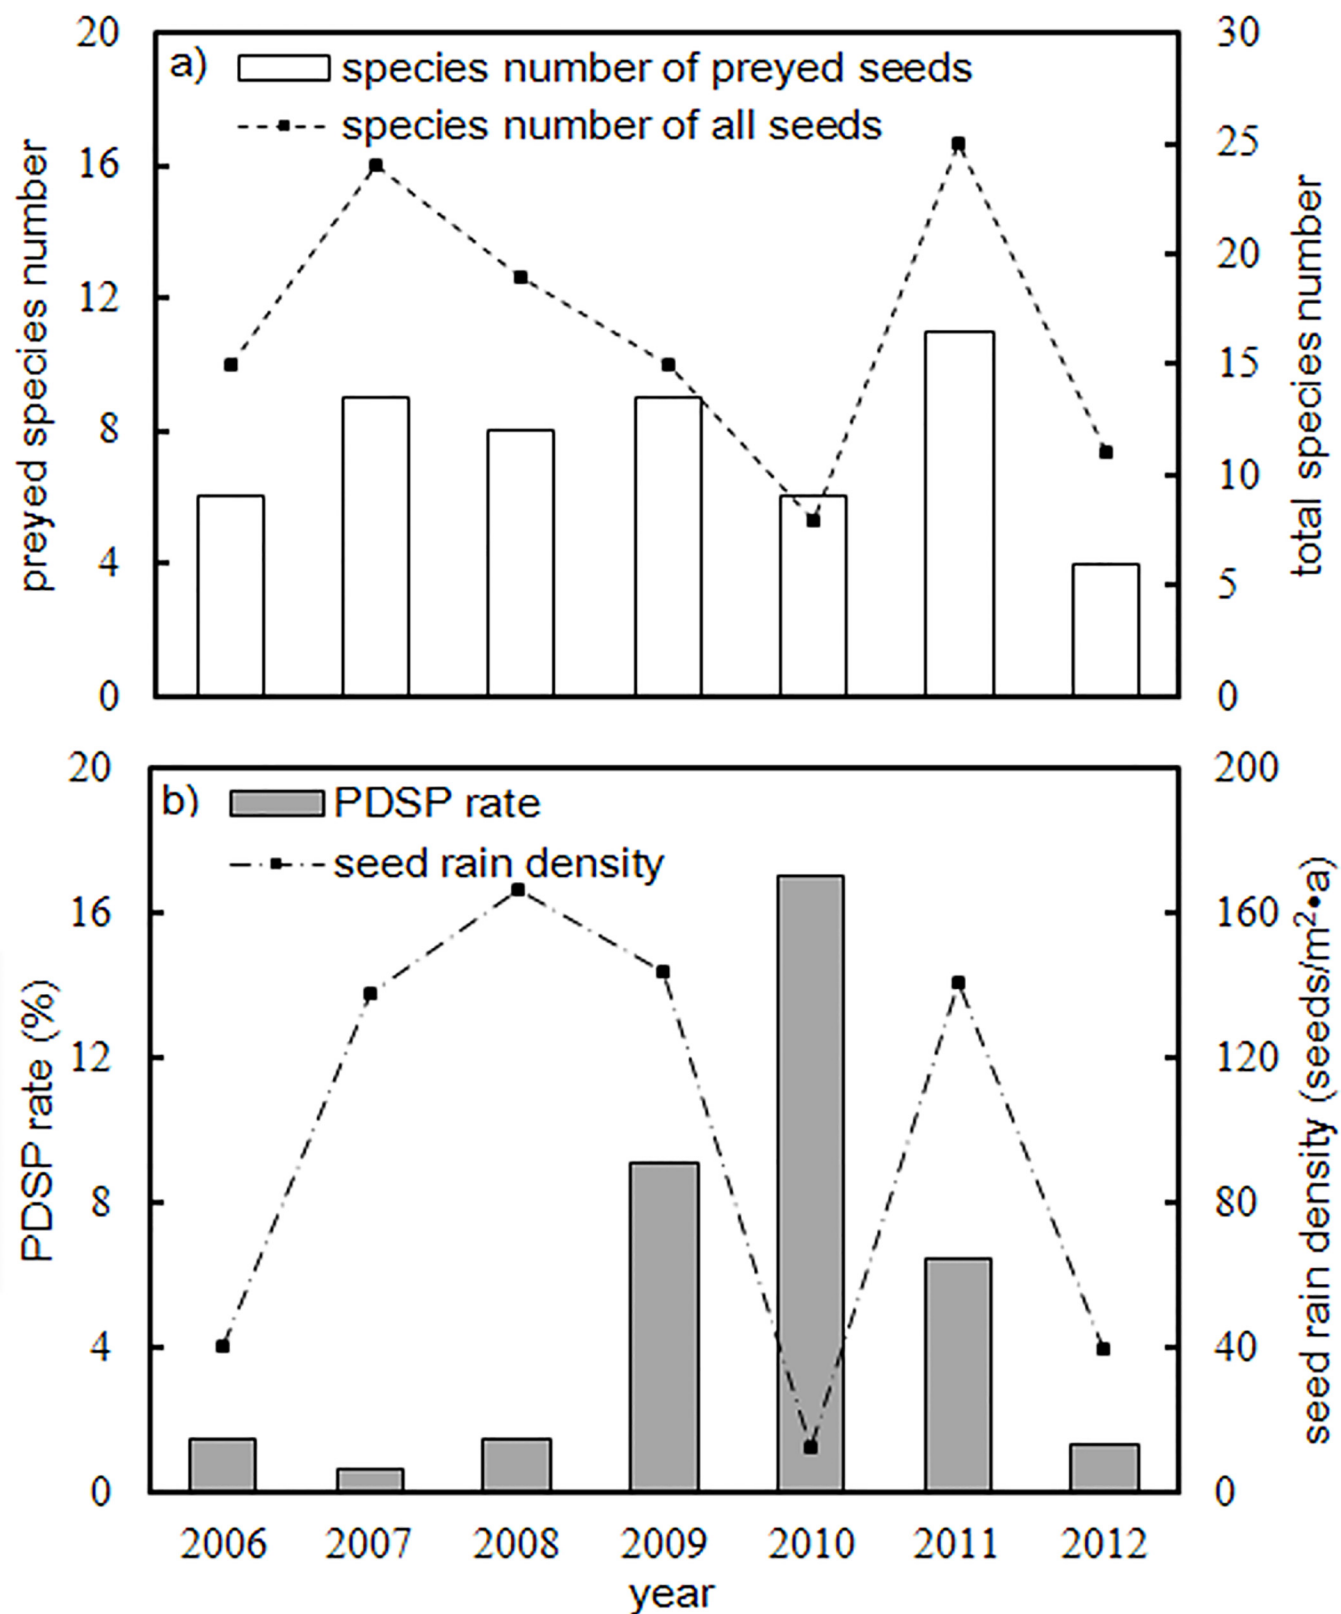 20
30
a)
species number of preyed seeds
species number of all seeds
16
25
12
20
8
15
10
4
5
0
0
preyed species number
total species number
20
200
b)
PDSP rate
seed rain density
16
160
12
120
8
80
4
40
0
0
PDSP rate (%)
seed rain density (seeds/m²•a)
2006 2007 2008 2009 2010 2011 2012
year